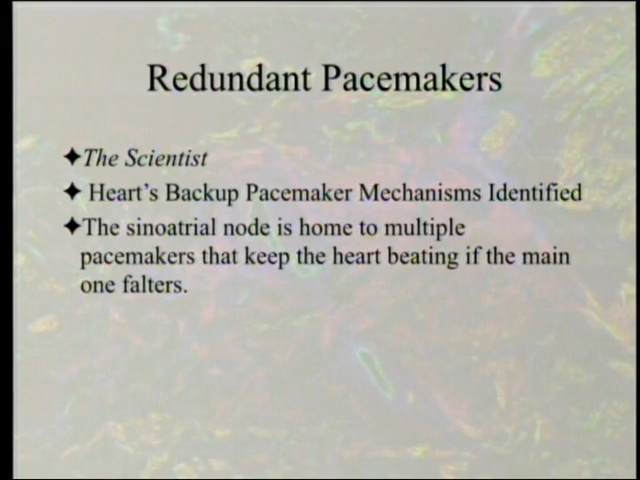 Redundant Pacemakers
✦The Scientist
✦ Heart's Backup Pacemaker Mechanisms Identified
✦The sinoatrial node is home to multiple
pacemakers that keep the heart beating if the main
one falters.